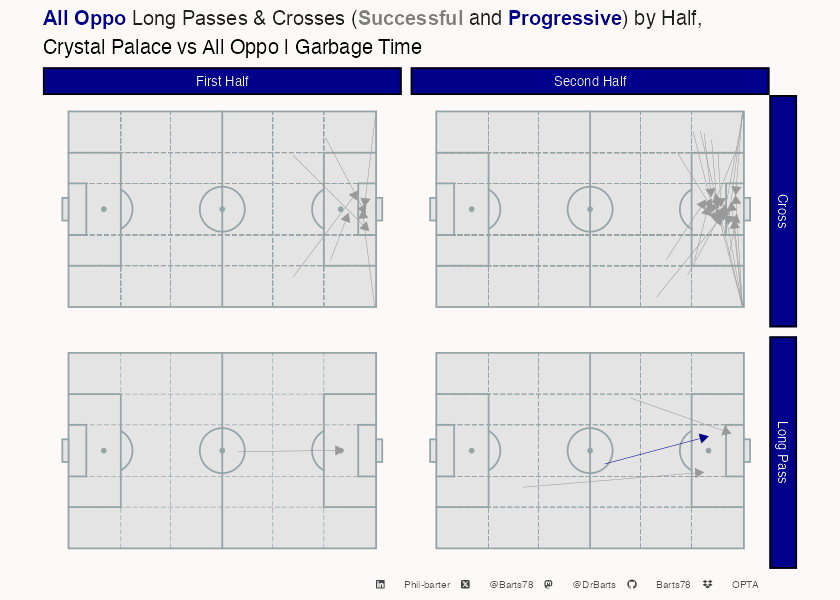 All Oppo Long Passes & Crosses (Successful and Progressive) by Half,
Crystal Palace vs All Oppo I Garbage Time
First Half
Second Half
Cross
Long Pass
Phil-barter @Barts78 @DrBarts Barts78 OPTA